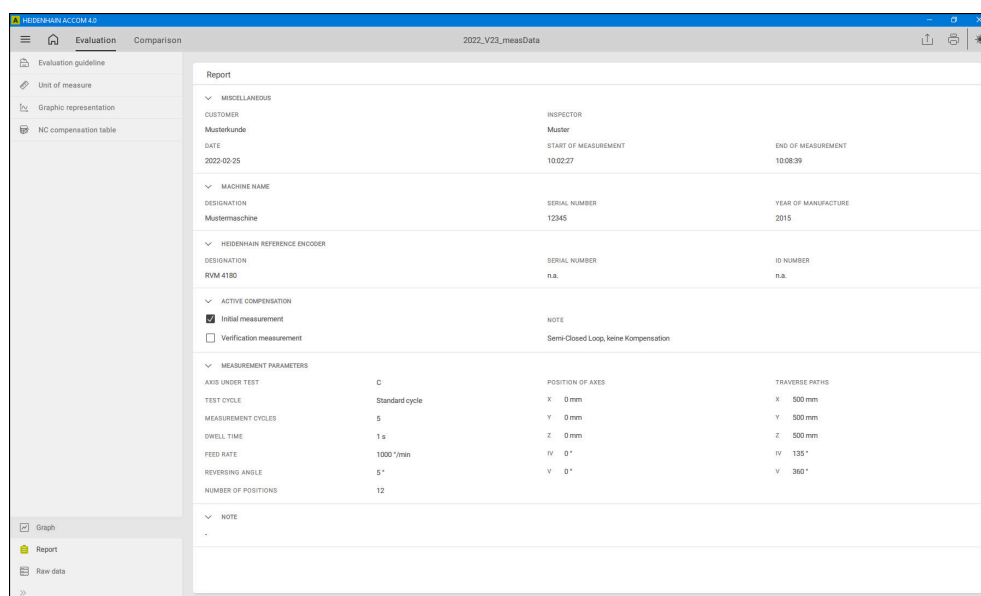 A HEIDENHAIN ACCOM 4.0
Evaluation Comparison 2022_V23_measData
Evaluation guideline
Unit of measure
Graphic representation
NC compensation table
Graph
Report
Raw data
Report
MISCELLANEOUS
CUSTOMER INSPECTOR
Musterkunde Muster
DATE START OF MEASUREMENT END OF MEASUREMENT
2022-02-25 10:02:27 10:08:39
MACHINE NAME
DESIGNATION SERIAL NUMBER YEAR OF MANUFACTURE
Mustermaschine 12345 2015
HEIDENHAIN REFERENCE ENCODER
DESIGNATION SERIAL NUMBER ID NUMBER
RVM 4180 n.a. n.a.
ACTIVE COMPENSATION
Initial measurement NOTE
Verification measurement Semi-Closed Loop, keine Kompensation
MEASUREMENT PARAMETERS
AXIS UNDER TEST C POSITION OF AXES TRAVERSE PATHS
TEST CYCLE Standard cycle X 0 mm X 500 mm
MEASUREMENT CYCLES 5 Y 0 mm Y 500 mm
DWELL TIME 1 s Z 0 mm Z 500 mm
FEED RATE 1000 °/min IV 0 ° IV 135 °
REVERSING ANGLE 5 ° V 0 ° V 360 °
NUMBER OF POSITIONS 12
NOTE
-